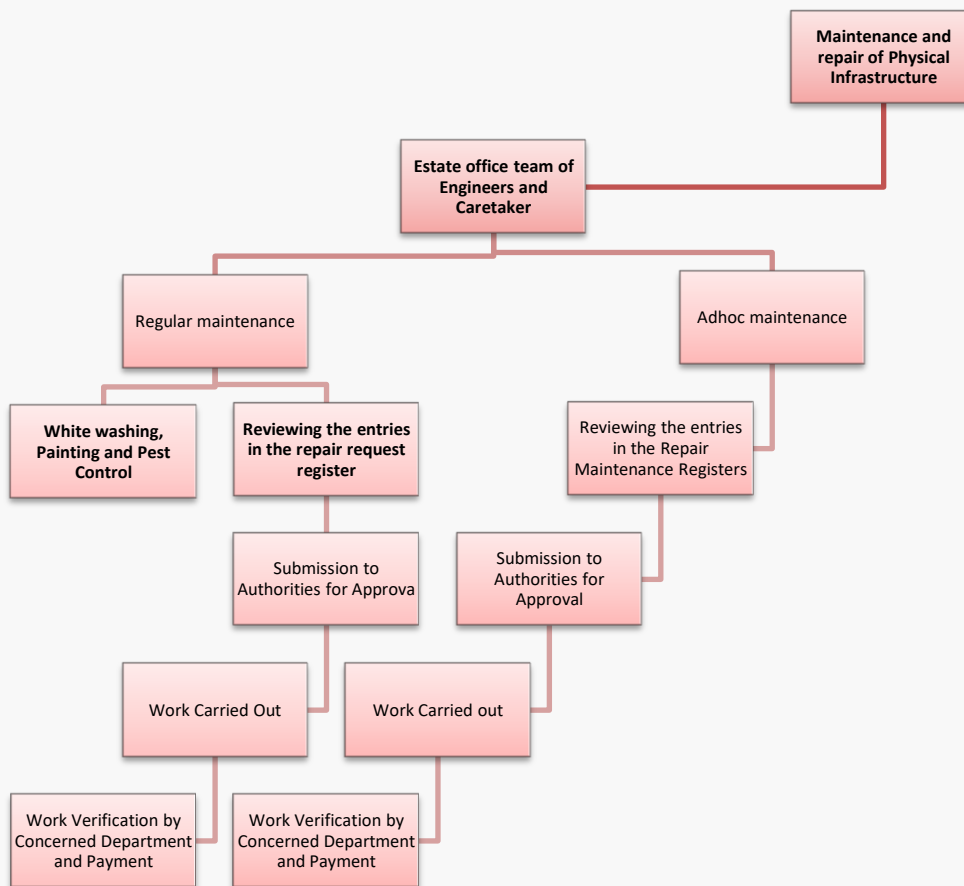 Maintenance and
repair of Physical
Infrastructure
Estate office team of
Engineers and
Caretaker
Regular maintenance
Adhoc maintenance
White washing,
Painting and Pest
Control
Reviewing the entries
in the repair request
register
Reviewing the entries
in the Repair
Maintenance Registers
Submission to
Authorities for Approva
Submission to
Authorities for
Approval
Work Carried Out
Work Carried out
Work Verification by
Concerned Department
and Payment
Work Verification by
Concerned Department
and Payment